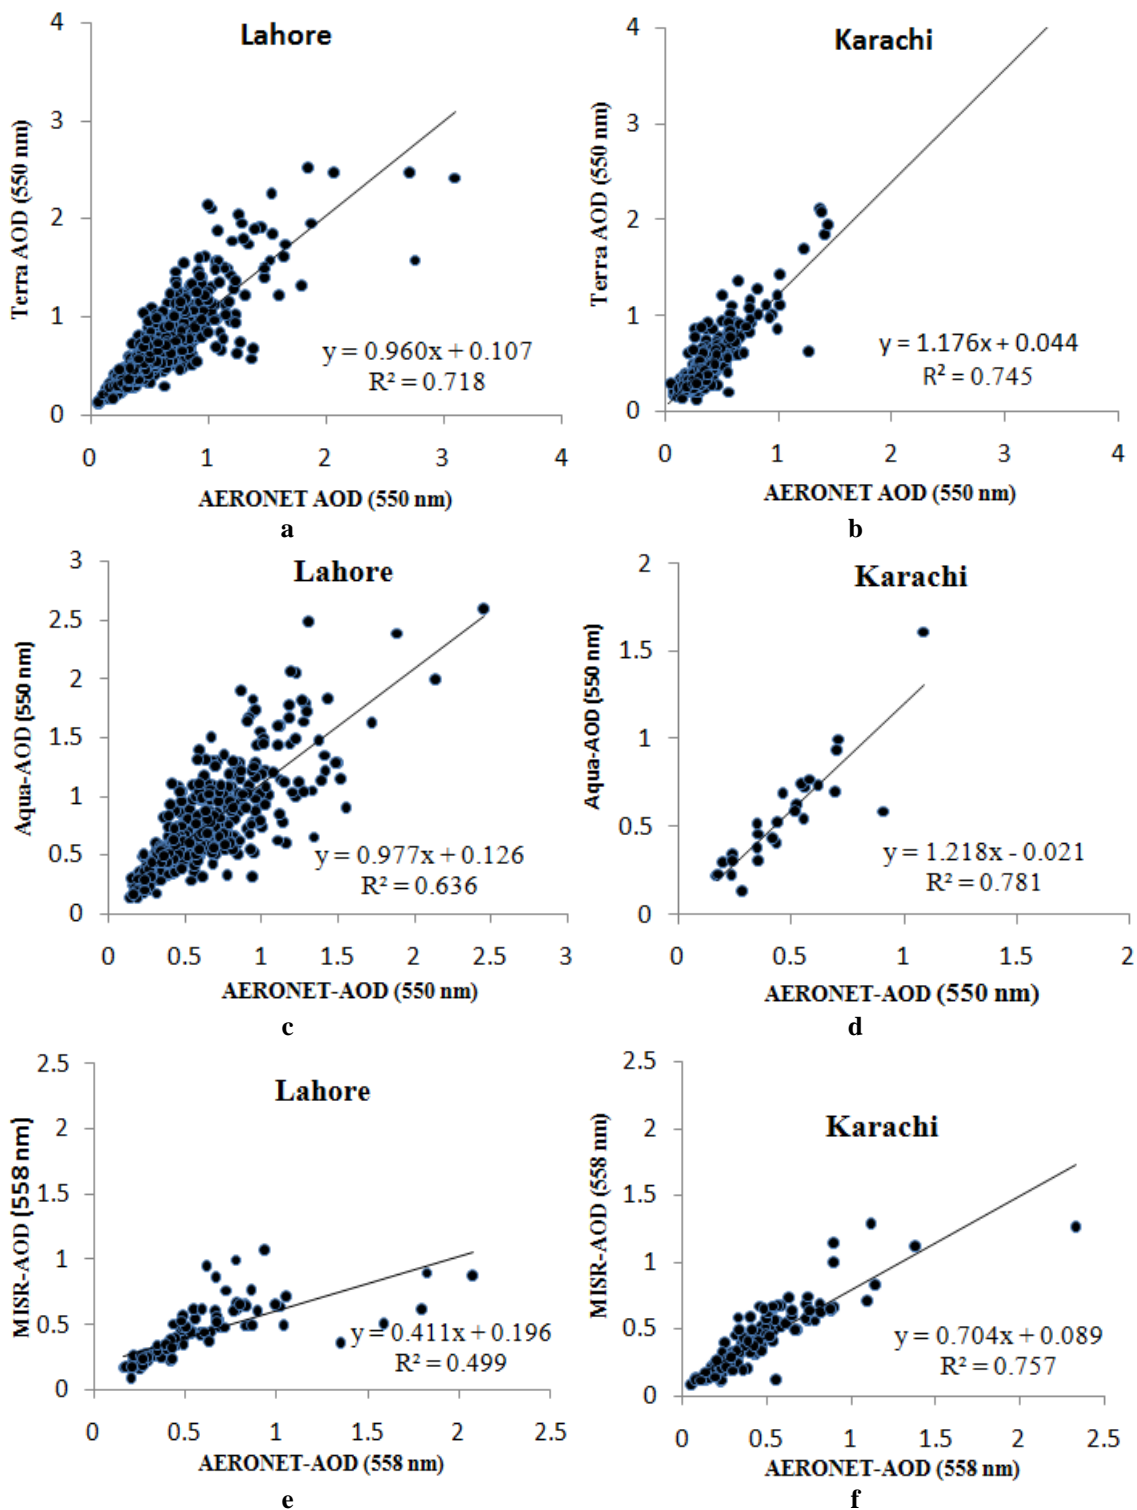 Lahore
Terra AOD (550 nm)
4
3
2
1
0
y = 0.960x + 0.107
R² = 0.718
0 1 2 3 4
AERONET AOD (550 nm)
a
Karachi
Terra AOD (550 nm)
4
3
2
1
0
y = 1.176x + 0.044
R² = 0.745
0 1 2 3 4
AERONET AOD (550 nm)
b
Lahore
Aqua-AOD (550 nm)
3
2.5
2
1.5
1
0.5
0
y = 0.977x + 0.126
R² = 0.636
0 0.5 1 1.5 2 2.5 3
AERONET-AOD (550 nm)
c
Karachi
Aqua-AOD (550 nm)
2
1.5
1
0.5
0
y = 1.218x - 0.021
R² = 0.781
0 0.5 1 1.5 2
AERONET-AOD (550 nm)
d
Lahore
MISR-AOD (558 nm)
2.5
2
1.5
1
0.5
0
y = 0.411x + 0.196
R² = 0.499
0 0.5 1 1.5 2 2.5
AERONET-AOD (558 nm)
e
Karachi
MISR-AOD (558 nm)
2.5
2
1.5
1
0.5
0
y = 0.704x + 0.089
R² = 0.757
0 0.5 1 1.5 2 2.5
AERONET-AOD (558 nm)
f